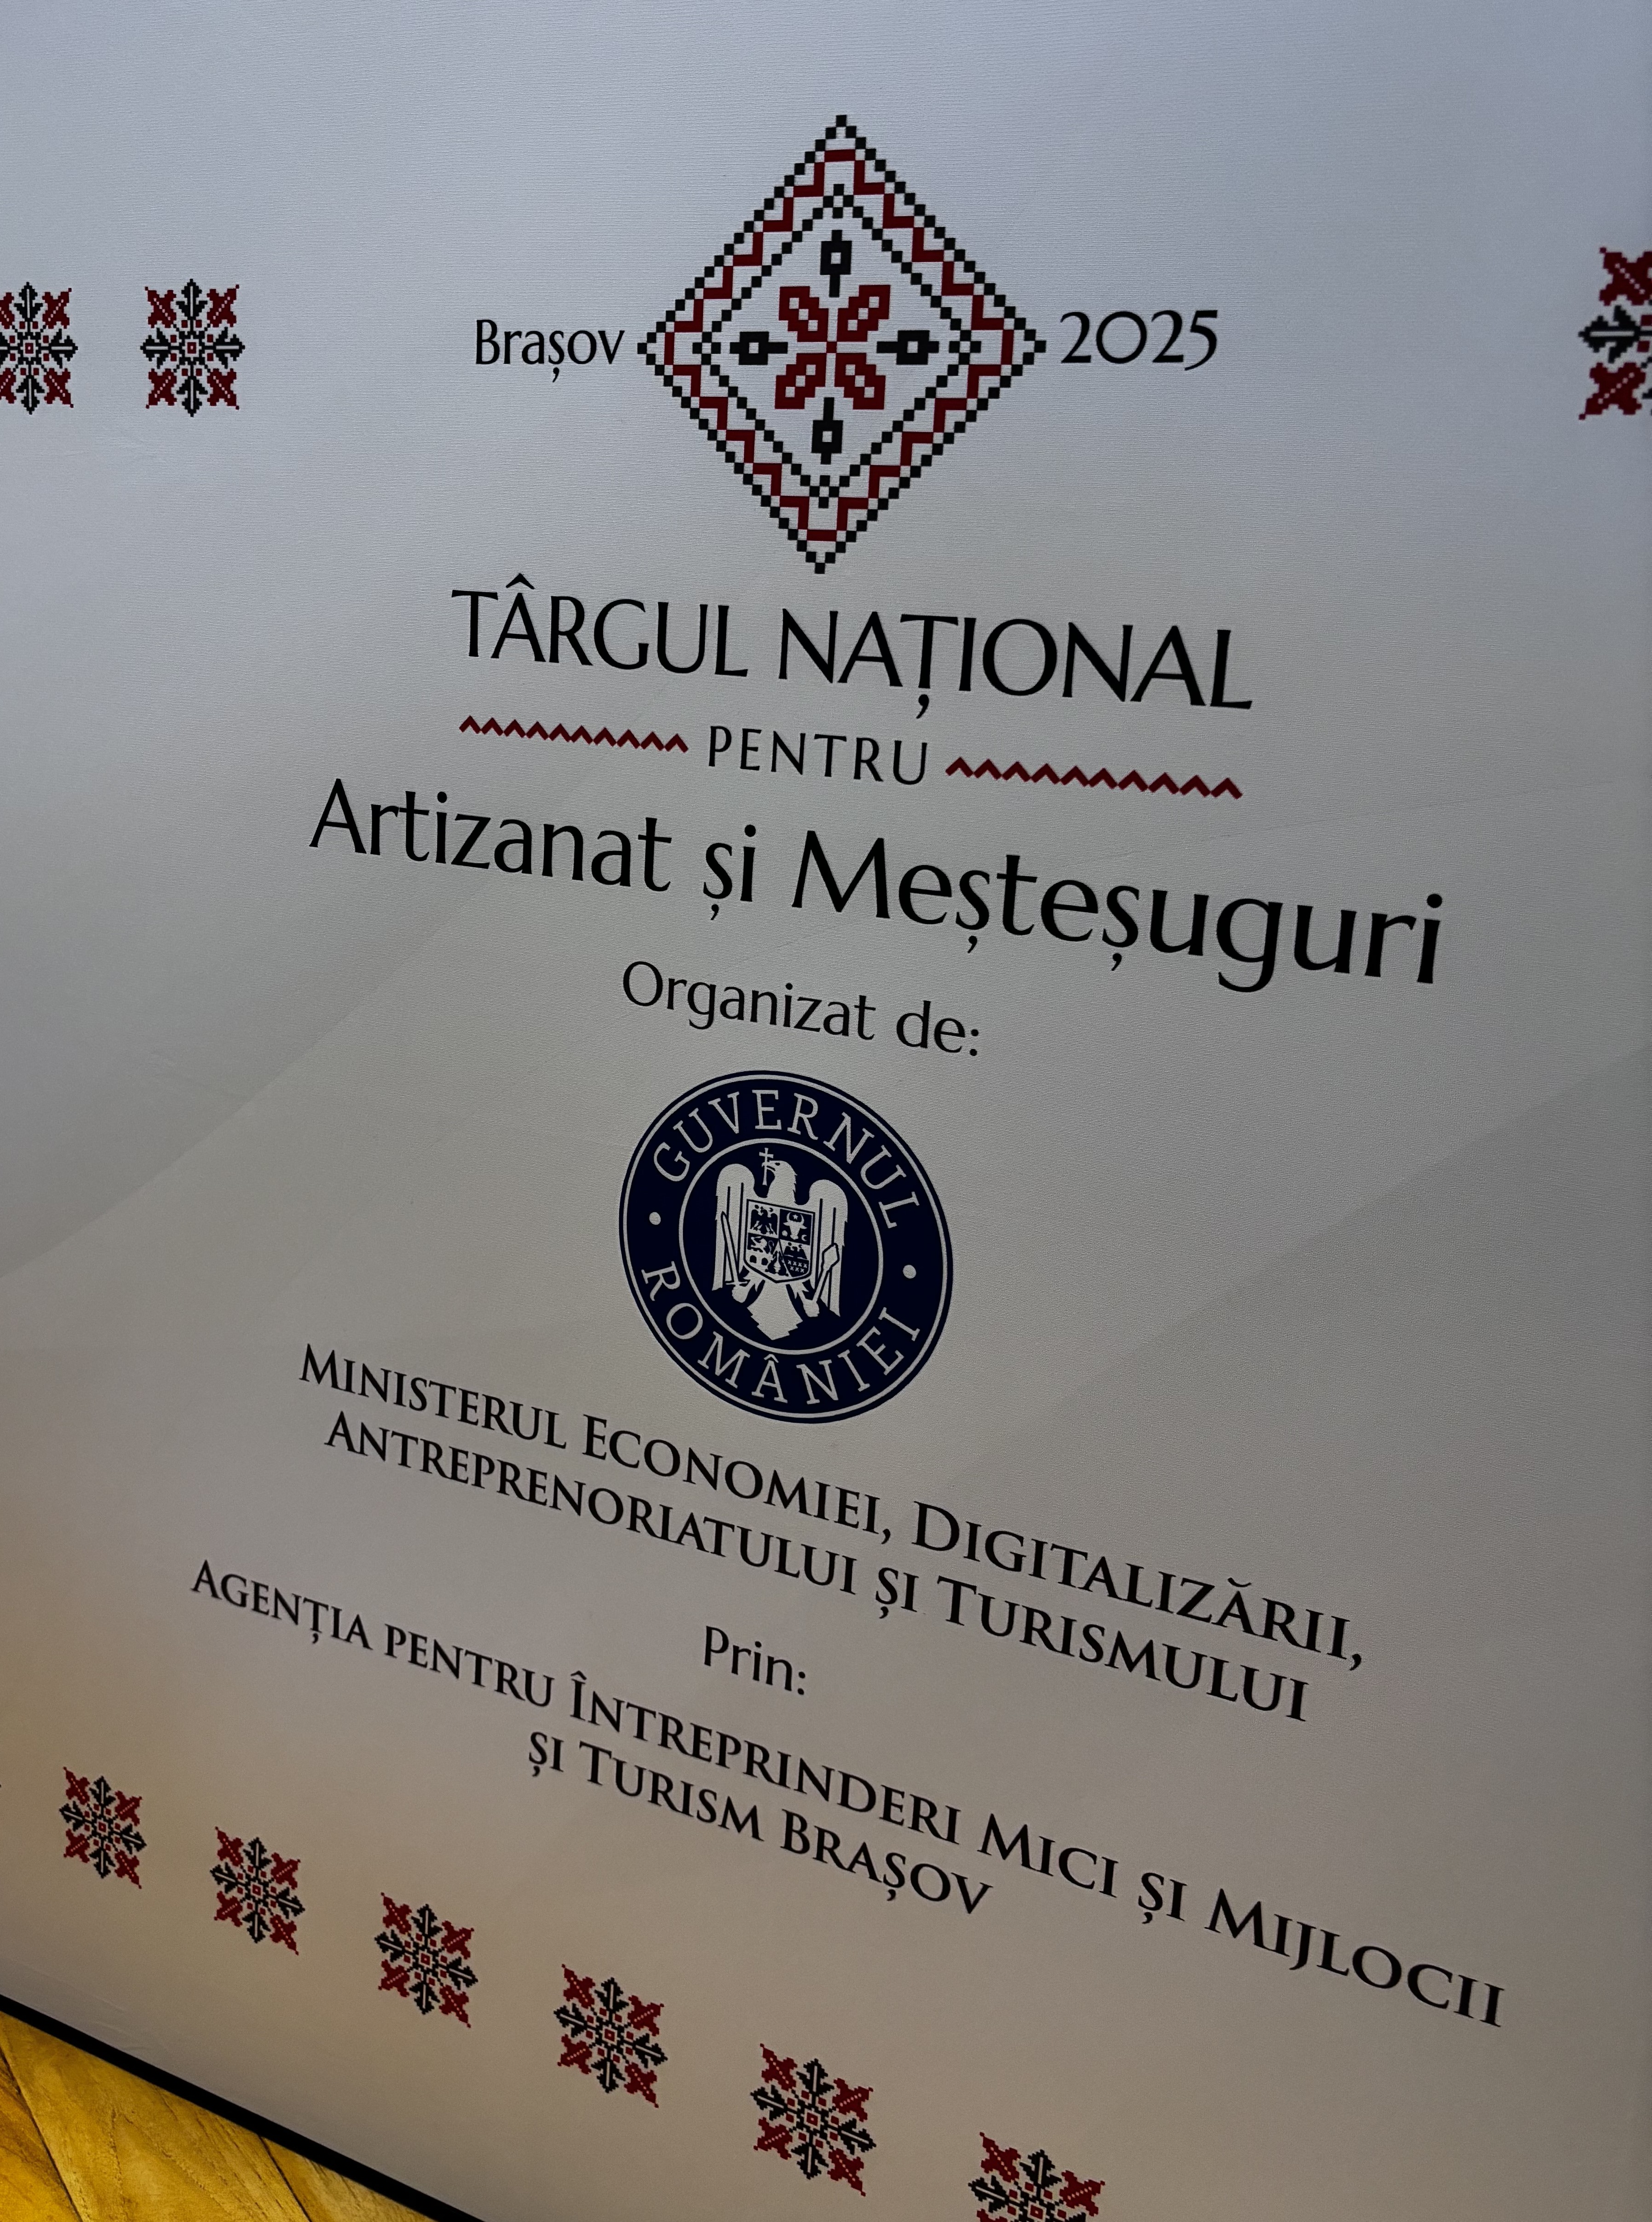 Brașov 2025
TÂRGUL NAȚIONAL
PENTRU
Artizanat și Meșteșuguri
Organizat de:
GUVERNUL
ROMÂNIEI
MINISTERUL ECONOMIEI, DIGITALIZĂRII,
ANTREPRENORIATULUI ȘI TURISMULUI
Prin:
AGENȚIA PENTRU ÎNTREPRINDERI MICI ȘI MIJLOCII
ȘI TURISM BRAȘOV